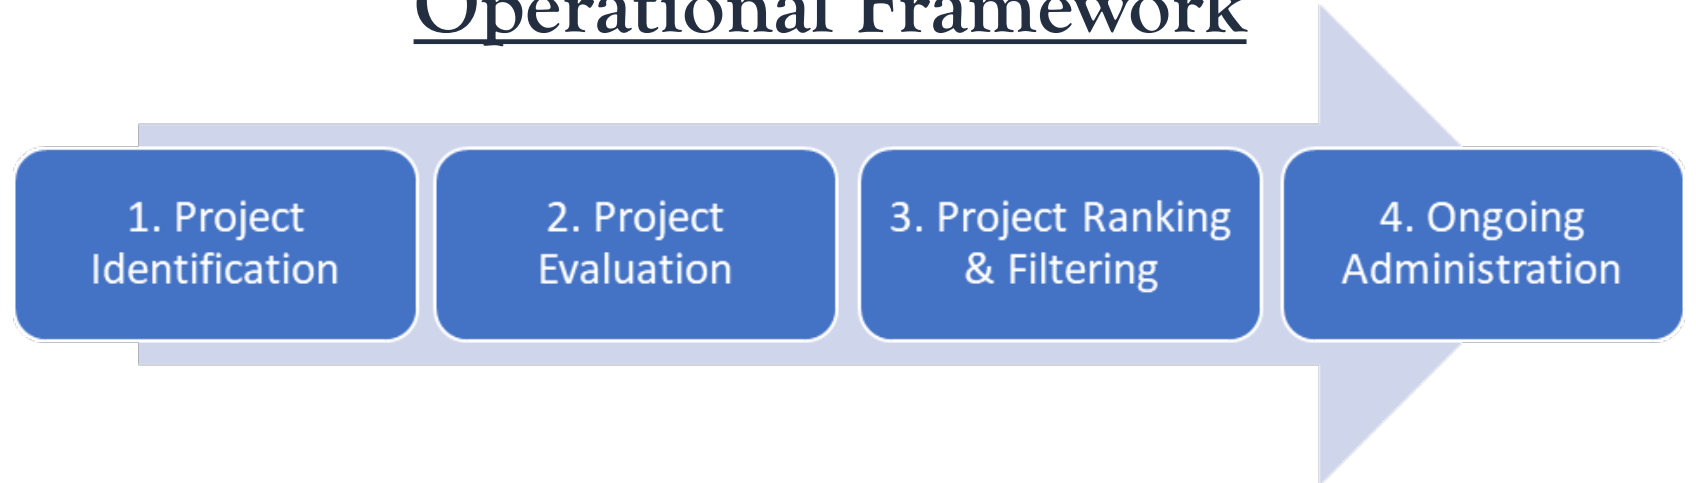 Operational Framework
1. Project
Identification
2. Project
Evaluation
3. Project Ranking
& Filtering
4. Ongoing
Administration